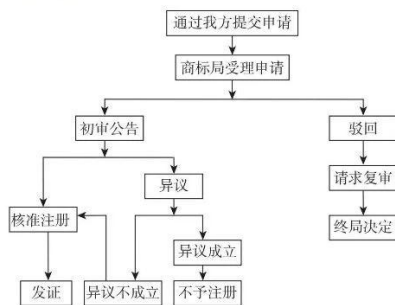 通过我方提交申请
商标局受理申请
初审公告
驳回
异议
请求复审
核准注册
终局决定
异议成立
发证
异议不成立
不予注册